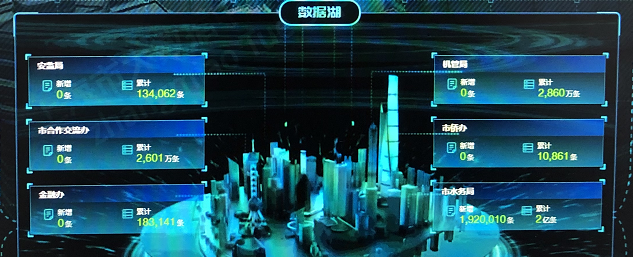 数据湖
安监局
新增 累计
0条 134,062条
市合作交流办
新增 累计
0条 2,601万条
金融办
新增 累计
0条 183,141条
机管局
新增 累计
0条 2,860万条
市侨办
新增 累计
0条 10,861条
市水务局
新增 累计
1,920,010条 2亿条